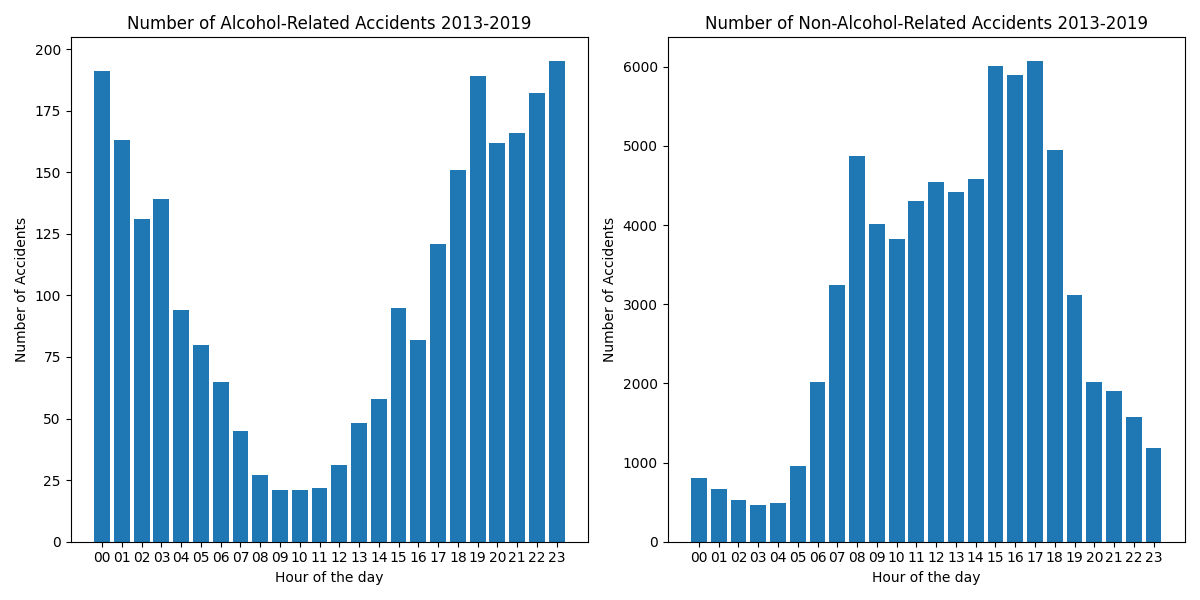 Number of Alcohol-Related Accidents 2013-2019
Number of Accidents
200
175
150
125
100
75
50
25
0
00 01 02 03 04 05 06 07 08 09 10 11 12 13 14 15 16 17 18 19 20 21 22 23
Hour of the day
Number of Non-Alcohol-Related Accidents 2013-2019
Number of Accidents
6000
5000
4000
3000
2000
1000
0
00 01 02 03 04 05 06 07 08 09 10 11 12 13 14 15 16 17 18 19 20 21 22 23
Hour of the day